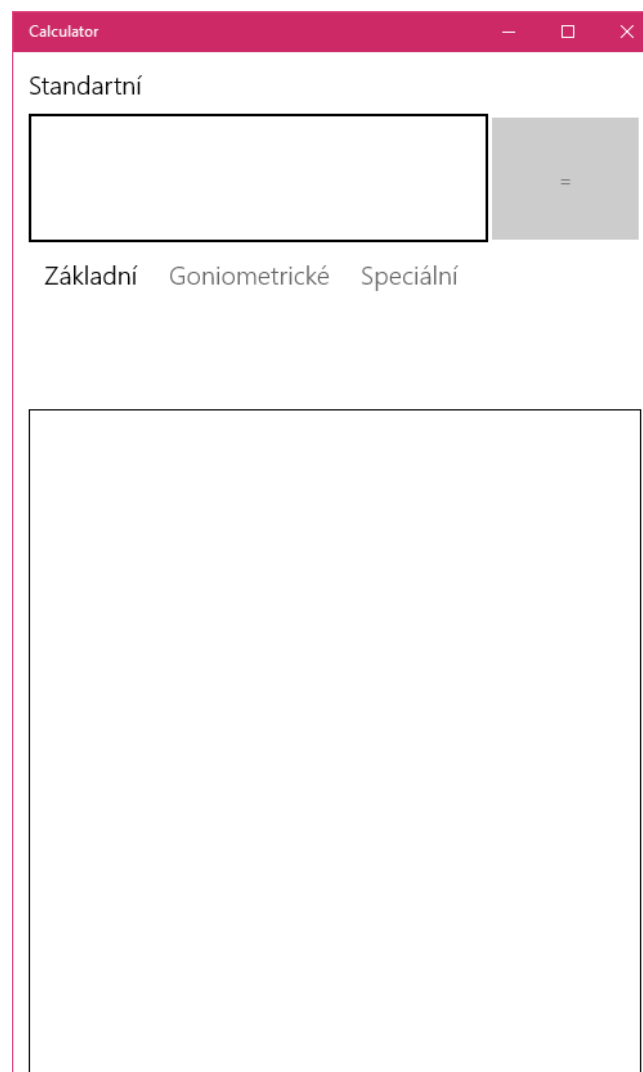 Calculator
Standartní
=
Základní Goniometrické Speciální